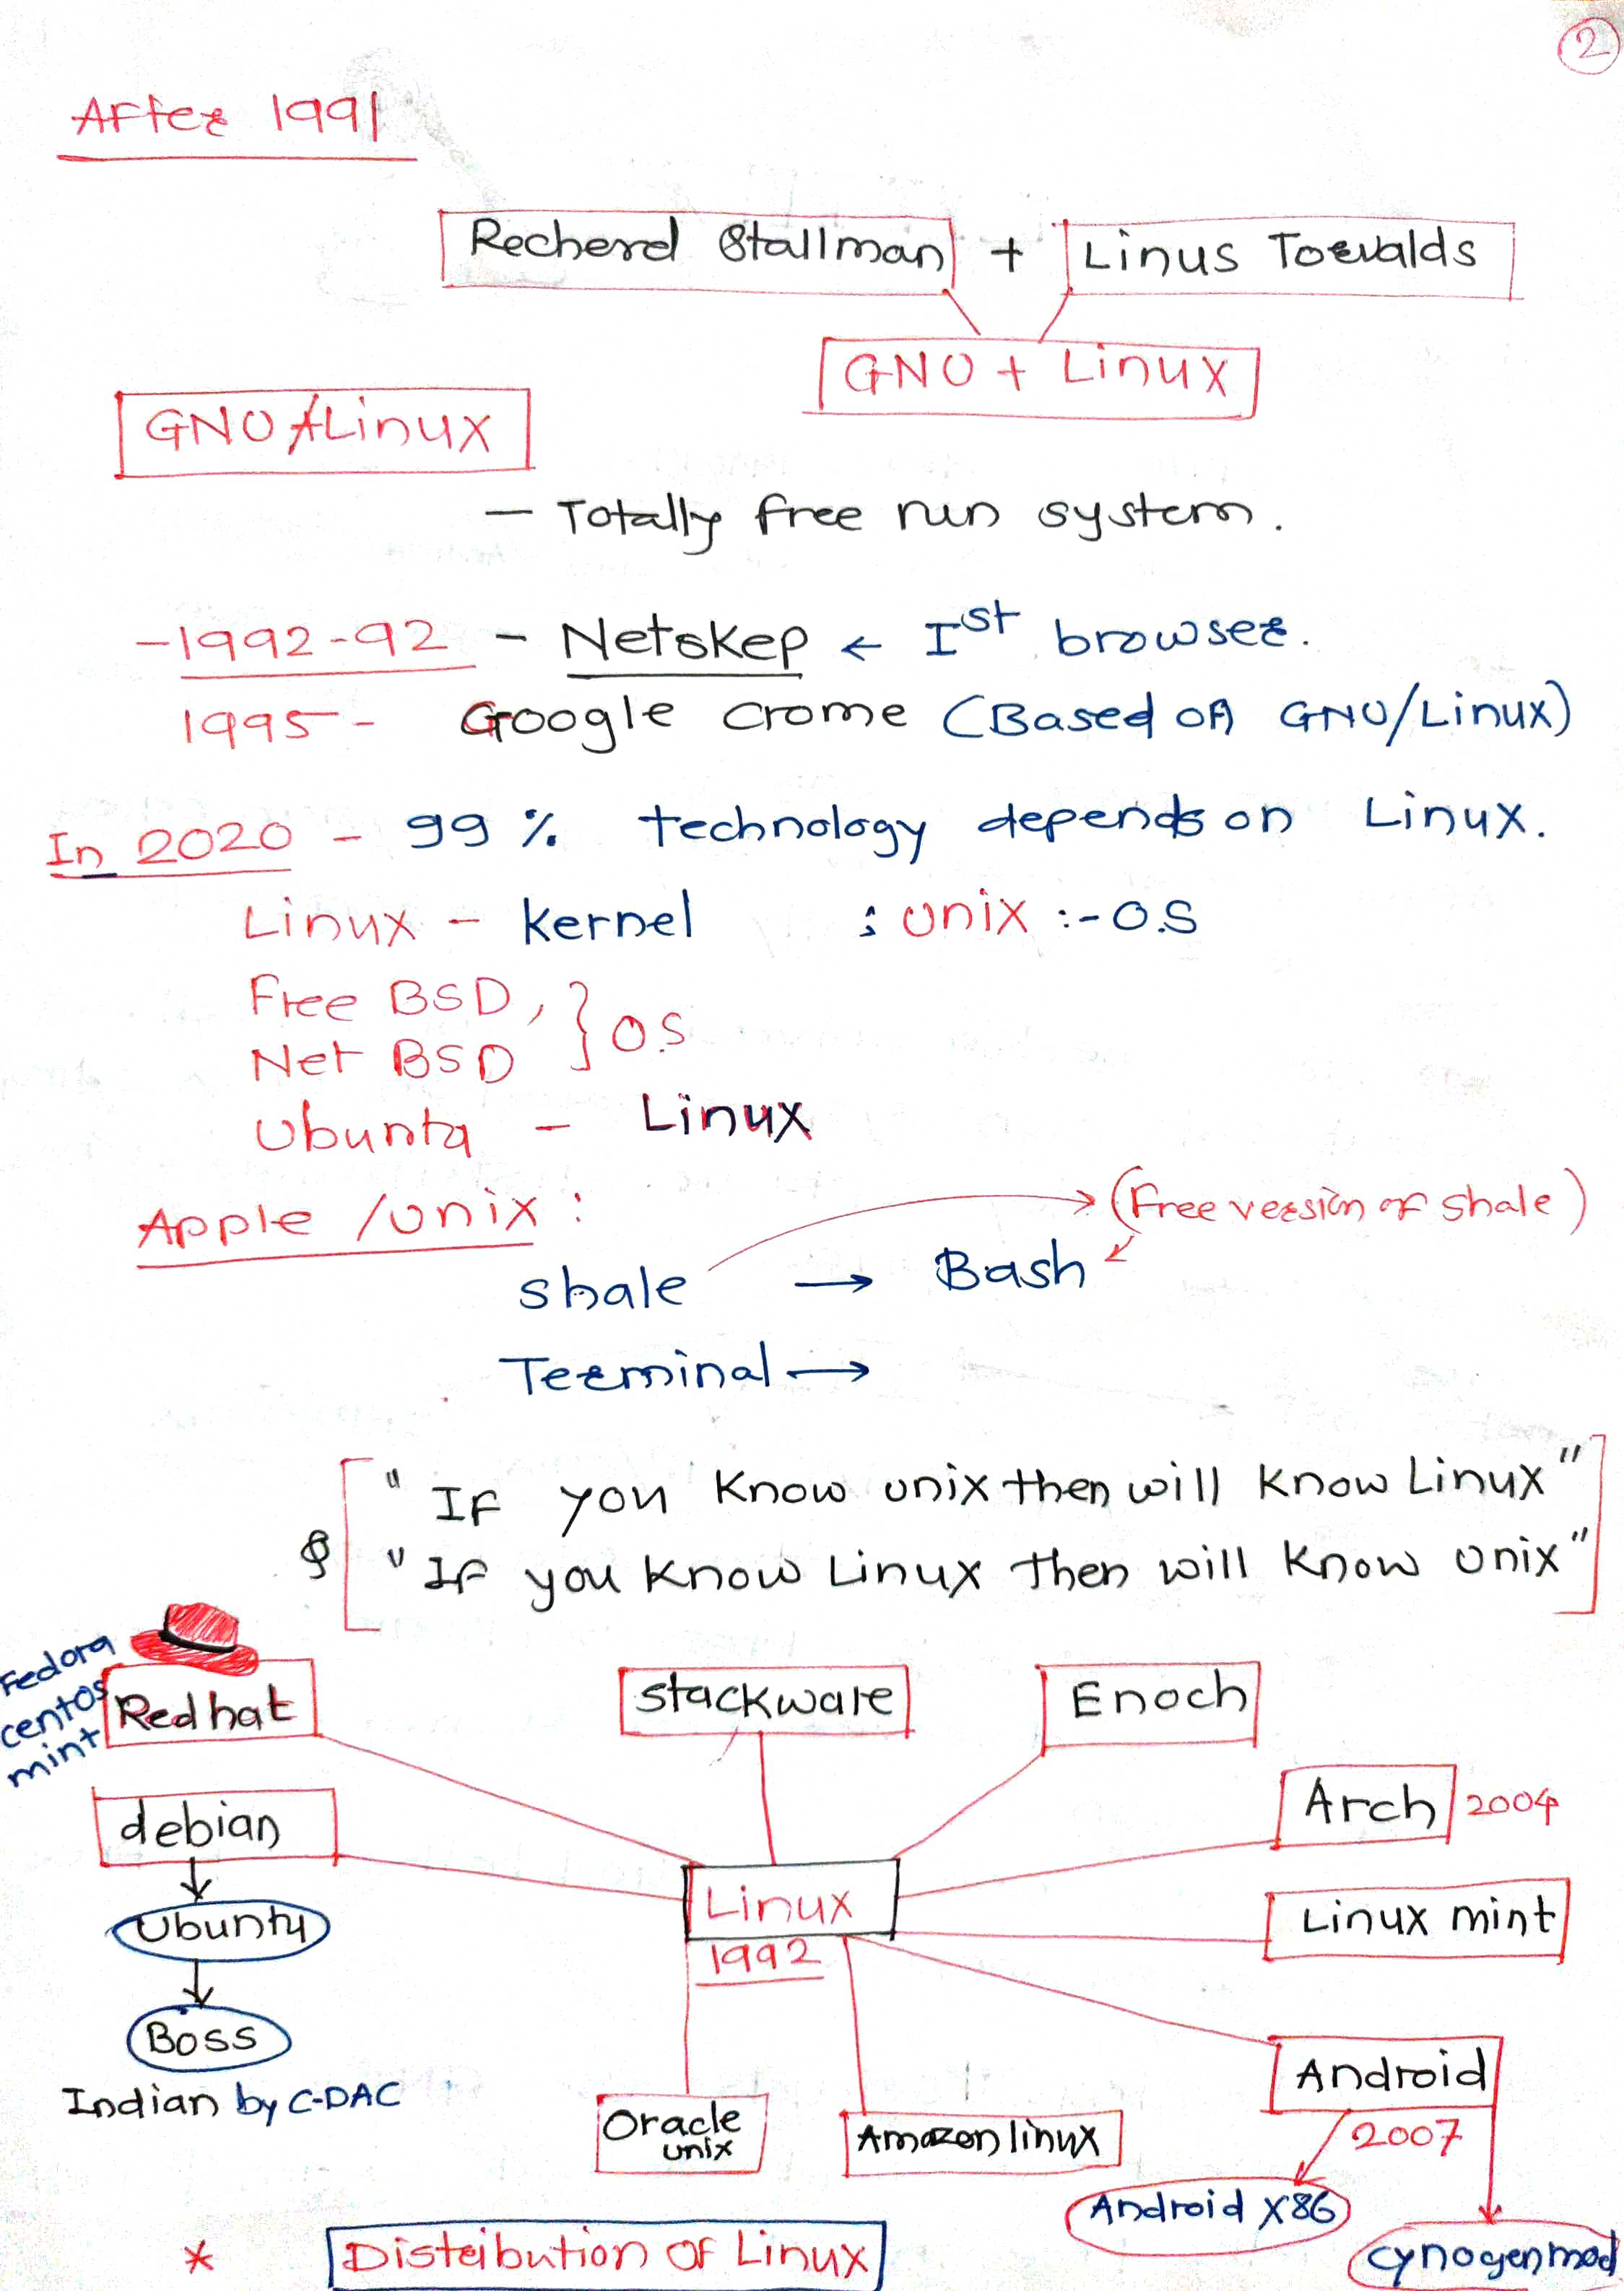 2
After 1991
Recherd Stallman + Linus Torvalds
GNU + Linux
GNU/Linux
- Totally free run system.
- 1992-92 - Netskep ← Ist browser.
1995 - Google crome (Based on GNU/Linux)
In 2020 - 99 % technology depends on Linux.
Linux - kernel ; Unix :- O.S
Free BSD, } O.S
Net BSD
Ubuntu - Linux
Apple /unix :
(Free version of shale)
shale → Bash
Terminal →
"If you know unix then will know Linux"
"If you know Linux then will know unix"
Fedora
centos
mint
Redhat
stackware
Enoch
debian
Arch 2004
Ubuntu
Linux
1992
Linux mint
Boss
Indian by C-DAC
Oracle
unix
Amazon linux
Android
2007
Android X86
cynogenmod
* Distribution of Linux